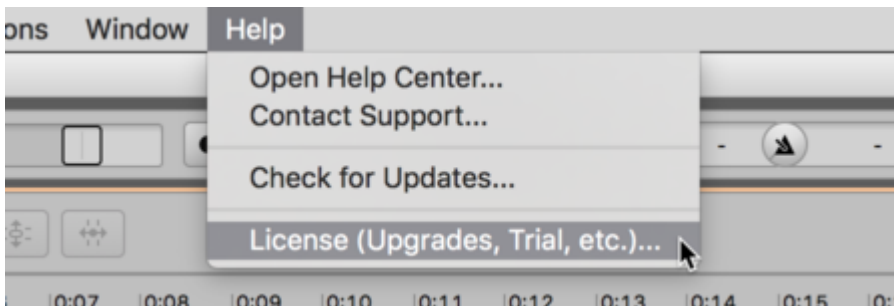 ons Window Help
Open Help Center...
Contact Support...
Check for Updates...
License (Upgrades, Trial, etc.)...
0:07 0:08 0:09 0:10 0:11 0:12 0:13 0:14 0:15